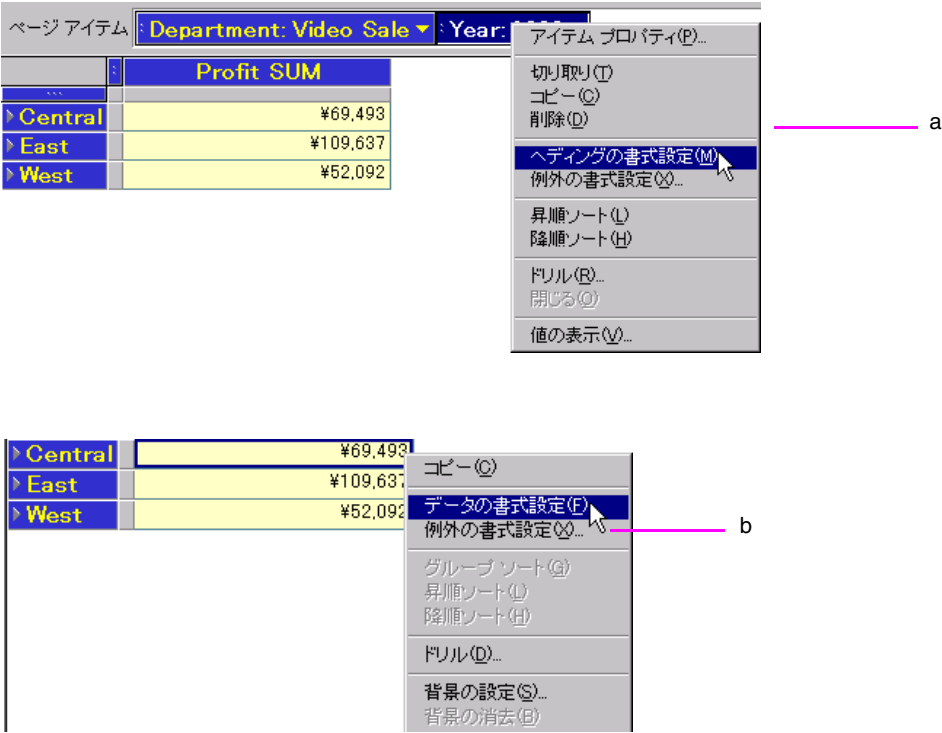 ページ アイテム Department: Video Sale Year:
Profit SUM
Central ¥69,493
East ¥109,637
West ¥52,092
アイテム プロパティ(P)...
切り取り(T)
コピー(C)
削除(D)
ヘディングの書式設定(M)
例外の書式設定(X)...
昇順ソート(L)
降順ソート(H)
ドリル(R)...
閉じる(O)
値の表示(V)...
a
Central ¥69,493
East ¥109,637
West ¥52,092
コピー(C)
データの書式設定(F)
例外の書式設定(X)...
グループ ソート(G)
昇順ソート(L)
降順ソート(H)
ドリル(D)...
背景の設定(S)...
背景の消去(B)
b